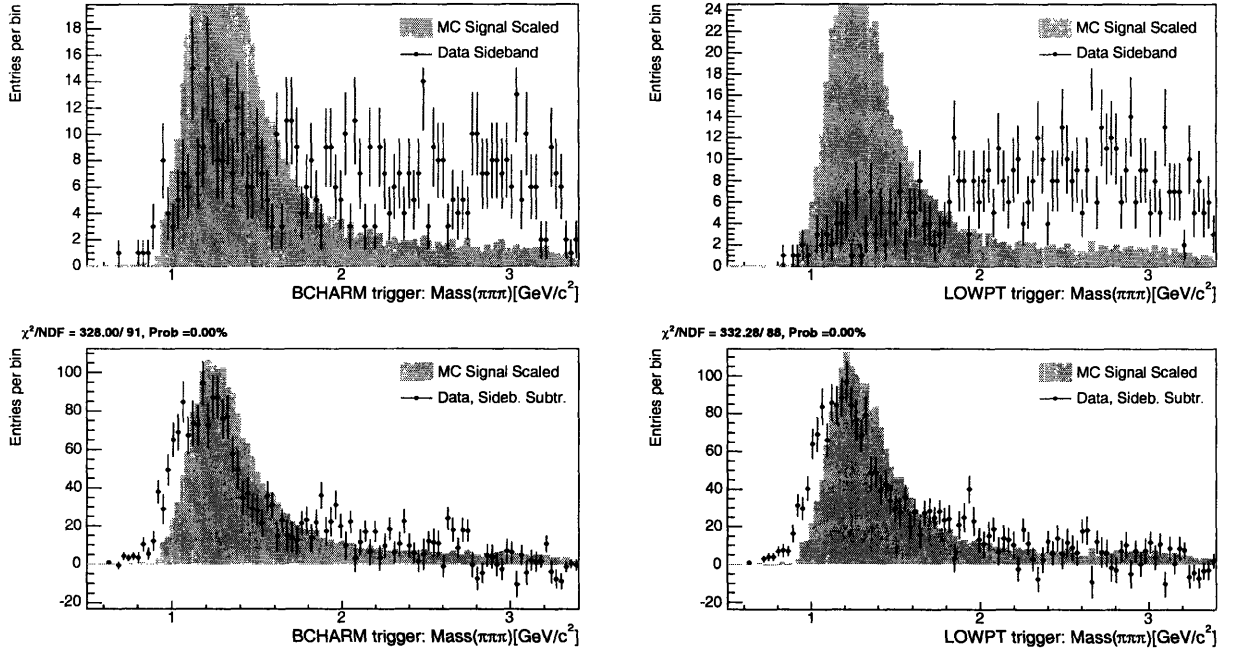 Entries per bin
18
16
14
12
10
8
6
4
2
0
MC Signal Scaled
Data Sideband
1
2
3
BCHARM trigger: Mass(πππ)[GeV/c²]
Entries per bin
24
22
20
18
16
14
12
10
8
6
4
2
0
MC Signal Scaled
Data Sideband
1
2
3
LOWPT trigger: Mass(πππ)[GeV/c²]
χ²/NDF = 328.00/ 91, Prob =0.00%
Entries per bin
100
80
60
40
20
0
-20
MC Signal Scaled
Data, Sideb. Subtr.
1
2
3
BCHARM trigger: Mass(πππ)[GeV/c²]
χ²/NDF = 332.28/ 88, Prob =0.00%
Entries per bin
100
80
60
40
20
0
-20
MC Signal Scaled
Data, Sideb. Subtr.
1
2
3
LOWPT trigger: Mass(πππ)[GeV/c²]